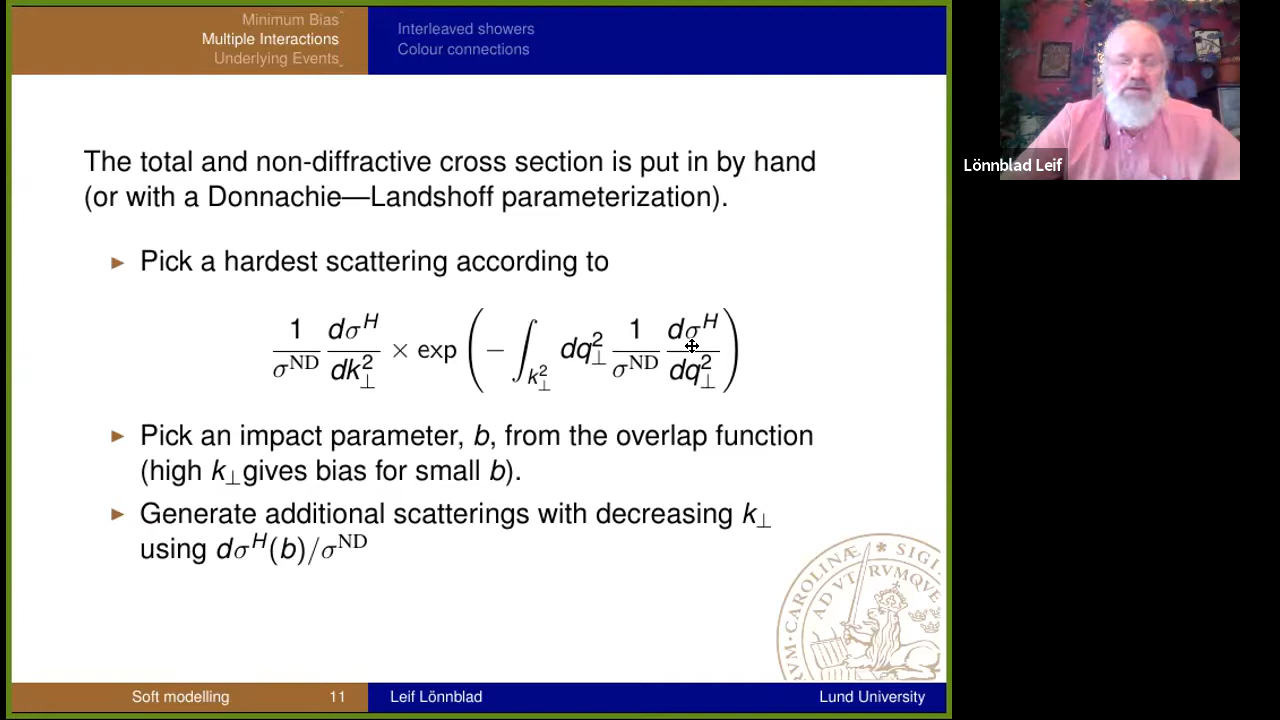 Minimum Bias
Multiple Interactions
Underlying Events
Interleaved showers
Colour connections
The total and non-diffractive cross section is put in by hand
(or with a Donnachie—Landshoff parameterization).
► Pick a hardest scattering according to
1/σ^ND dσ^H/dk⊥^2 × exp(−∫_{k⊥^2} dq⊥^2 1/σ^ND dσ^H/dq⊥^2)
► Pick an impact parameter, b, from the overlap function
(high k⊥gives bias for small b).
► Generate additional scatterings with decreasing k⊥
using dσ^H(b)/σ^ND
CAROLINÆ * SIGI
AD VTRVMQVE
Soft modelling 11 Leif Lönnblad Lund University
Lönnblad Leif